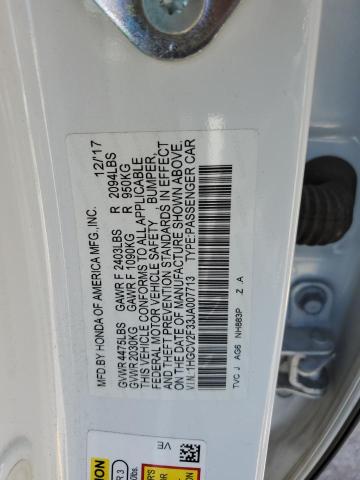 MFD BY HONDA OF AMERICA MFG.,INC. 12/17
GVWR 4475LBS GAWR F 2403LBS R 2094LBS
GVWR 2030KG GAWR F 1090KG R 950KG
THIS VEHICLE CONFORMS TO ALL APPLICABLE
FEDERAL MOTOR VEHICLE SAFETY BUMPER,
AND THEFT PREVENTION STANDARDS IN EFFECT
ON THE DATE OF MANUFACTURE SHOWN ABOVE.
V.I.N.:1HGCV2F33JA007713 TYPE:PASSENGER CAR
TVC J AG6 NH883P Z .A
VE